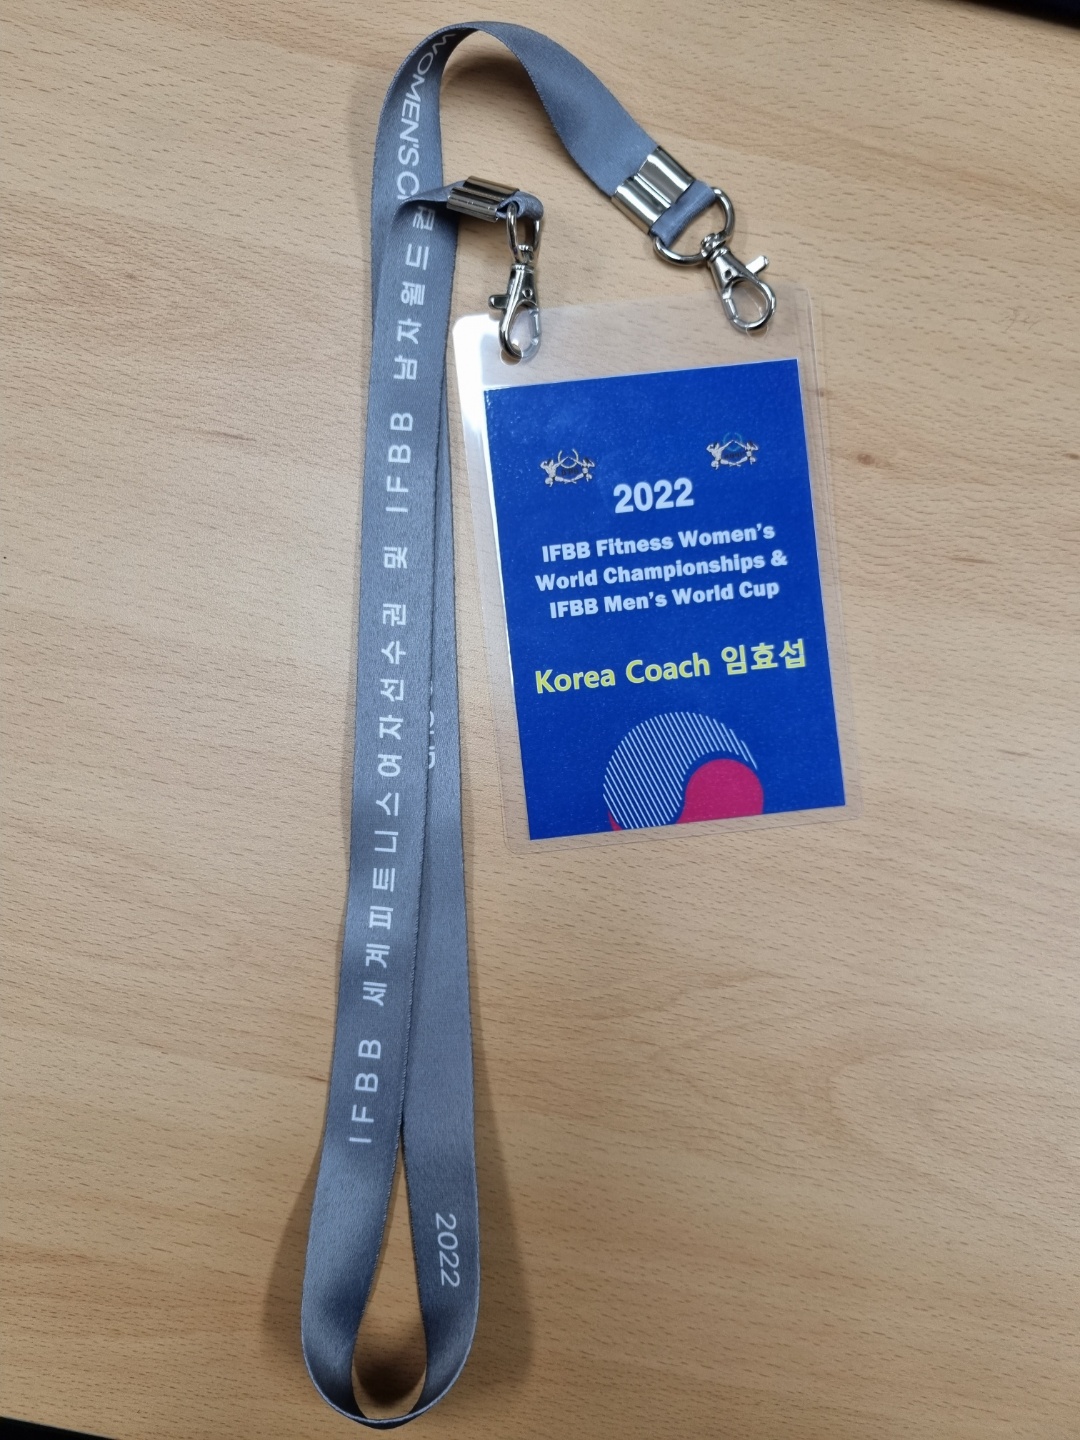 WOMEN'S
IFBB 세계피트니스여자선수권 및 IFBB 남자월드
2022
2022
IFBB Fitness Women's
World Championships &
IFBB Men's World Cup
Korea Coach 임효섭